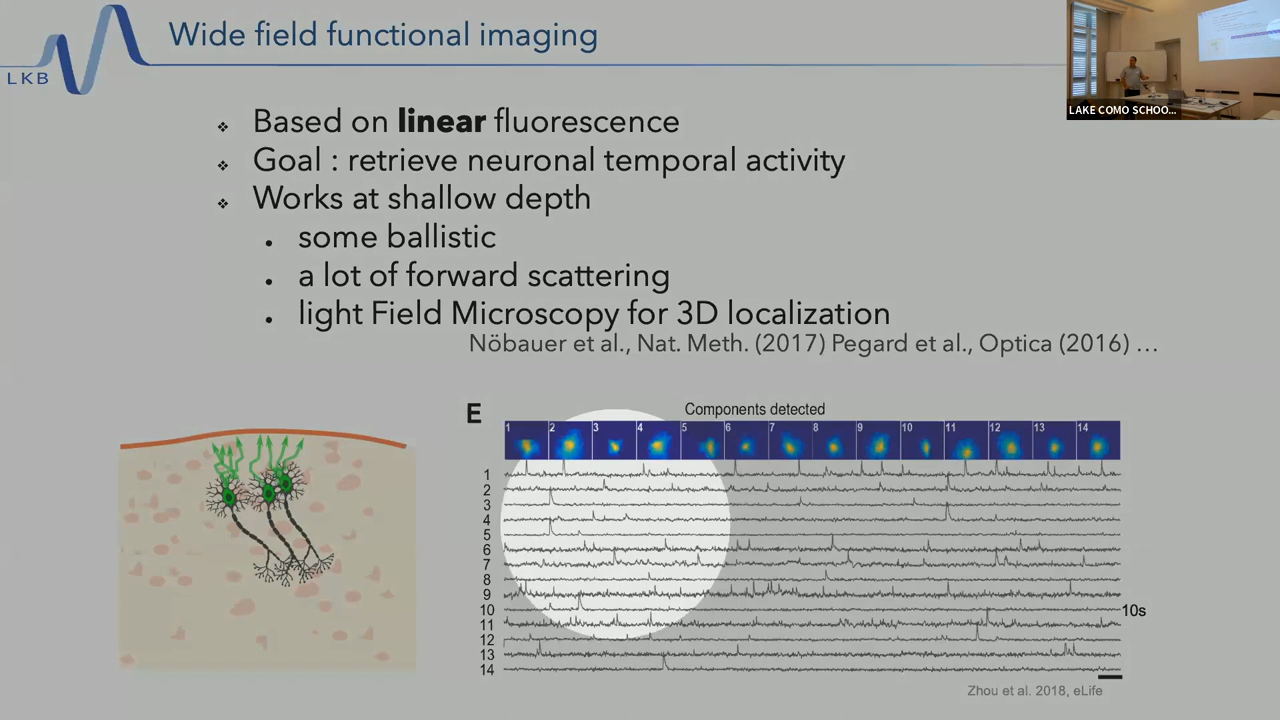 Wide field functional imaging
LKB
LAKE COMO SCHOO...
Based on linear fluorescence
Goal : retrieve neuronal temporal activity
Works at shallow depth
some ballistic
a lot of forward scattering
light Field Microscopy for 3D localization
Nöbauer et al., Nat. Meth. (2017) Pegard et al., Optica (2016) …
E
Components detected
1 2 3 4 5 6 7 8 9 10 11 12 13 14
1
2
3
4
5
6
7
8
9
10
10s
11
12
13
14
Zhou et al. 2018, eLife